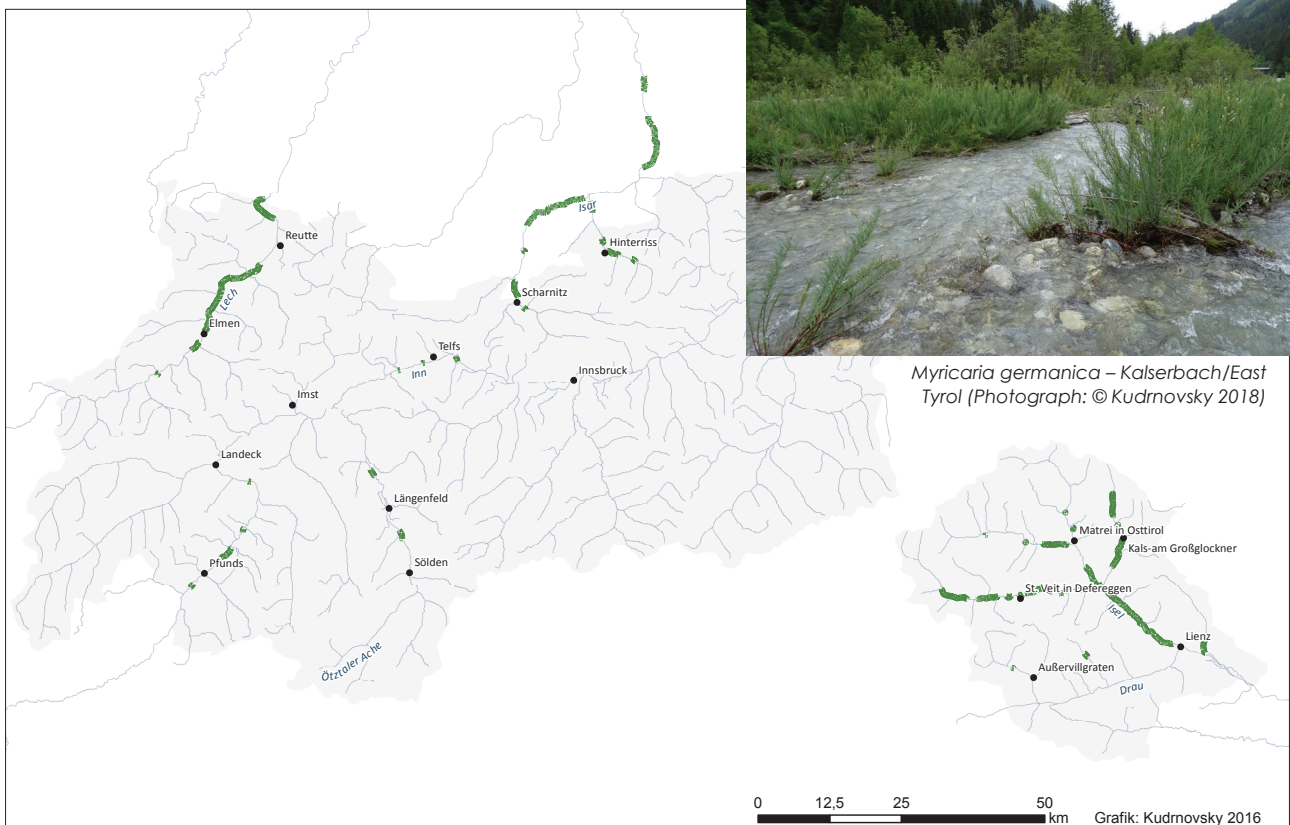 Reutte
Isar
Hinterriss
Lech
Scharnitz
Elmen
Telfs
Inn
Innsbruck
Imst
Myricaria germanica – Kalserbach/East
Tyrol (Photograph: © Kudrnovsky 2018)
Landeck
Längenfeld
Pfunds
Sölden
Ötztaler Ache
Matrei in Osttirol
Kals-am Großglockner
St. Veit in Defereggen
Isel
Lienz
Außervillgraten
Drau
0 12,5 25 50
km
Grafik: Kudrnovsky 2016